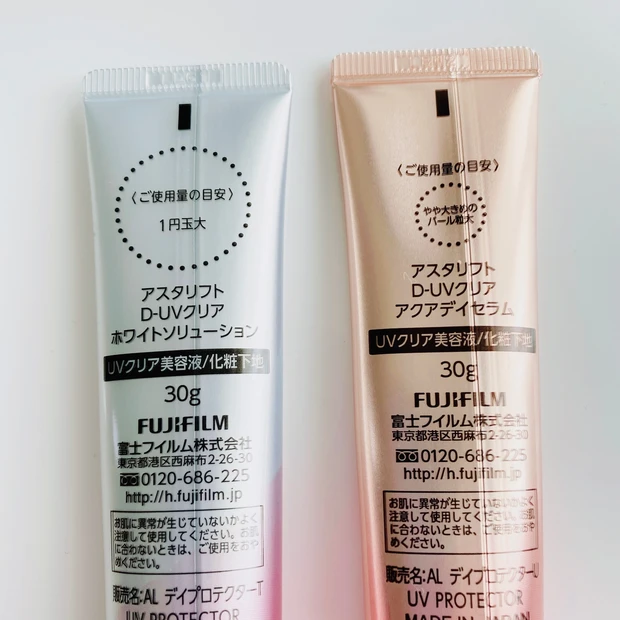 〈ご使用量の目安〉
1円玉大
アスタリフト
D-UVクリア
ホワイトソリューション
UVクリア美容液/化粧下地
30g
FUJIFILM
富士フイルム株式会社
東京都港区西麻布2-26-30
0120-686-225
http://h.fujifilm.jp
お肌に異常が生じていないかよく
注意して使用してください。お肌
に合わないときは、ご使用をおや
めください。
販売名:AL デイプロテクターT
UV PROTECTOR
〈ご使用量の目安〉
やや大きめの
パール粒大
アスタリフト
D-UVクリア
アクアデイセラム
UVクリア美容液/化粧下地
30g
FUJIFILM
富士フイルム株式会社
東京都港区西麻布2-26-30
0120-686-225
http://h.fujifilm.jp
お肌に異常が生じていないかよく
注意して使用してください。お肌
に合わないときは、ご使用をおや
めください。
販売名:AL デイプロテクターU
UV PROTECTOR
MADE IN JAPAN